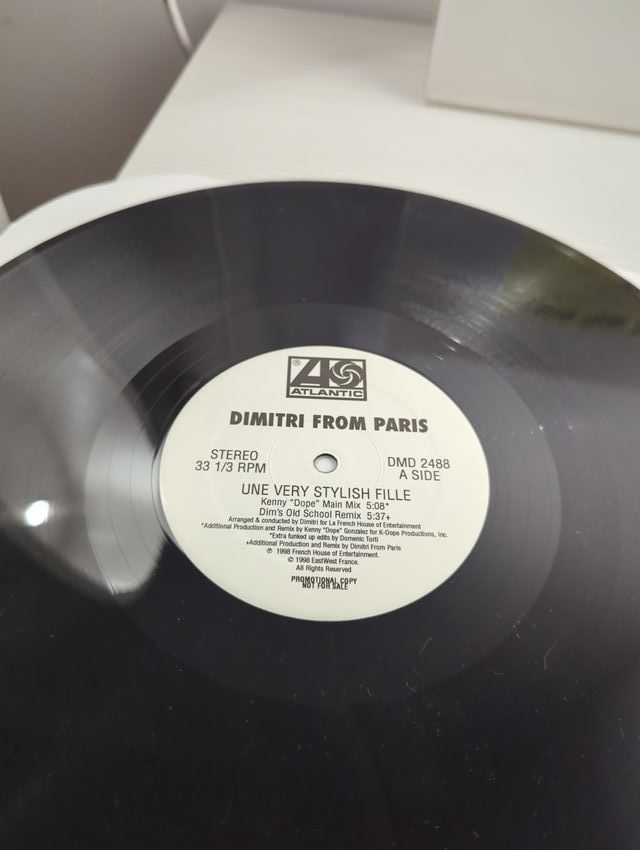 ®
ATLANTIC
DIMITRI FROM PARIS
STEREO
33 1/3 RPM
DMD 2488
A SIDE
UNE VERY STYLISH FILLE
Kenny "Dope" Main Mix 5:08*
Dim's Old School Remix 5:37+
Arranged & conducted by Dimitri for La French House of Entertainment
*Additional Production and Remix by Kenny "Dope" Gonzalez for K-Dope Productions, Inc.
*Extra funked up edits by Domenic Torti
+Additional Production and Remix by Dimitri From Paris
℗ 1998 French House of Entertainment.
© 1998 EastWest France.
All Rights Reserved
PROMOTIONAL COPY
NOT FOR SALE